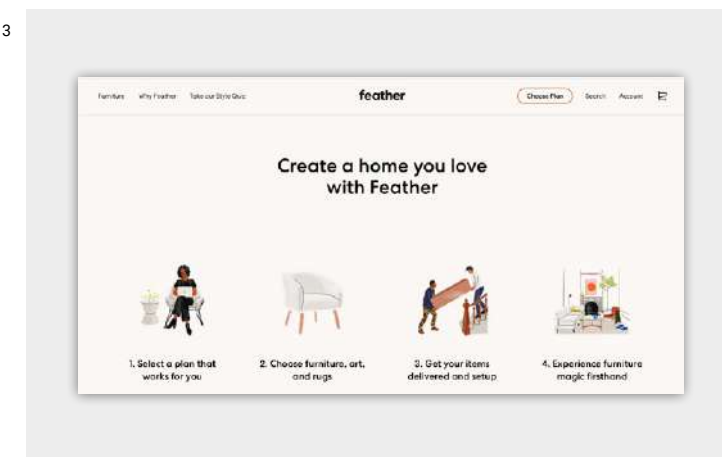 3
Furniture Why Feather Take our Style Quiz feather Choose Plan Search Account
Create a home you love
with Feather
1. Select a plan that
works for you
2. Choose furniture, art,
and rugs
3. Get your items
delivered and setup
4. Experience furniture
magic firsthand